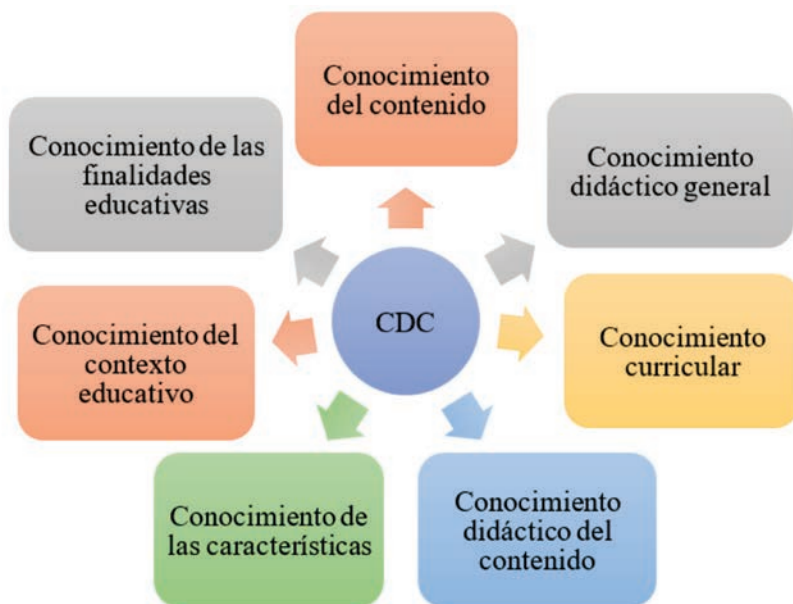 Conocimiento
del contenido
Conocimiento
didáctico general
Conocimiento
curricular
Conocimiento
didáctico del
contenido
Conocimiento de
las características
Conocimiento del
contexto
educativo
Conocimiento de las
finalidades
educativas
CDC